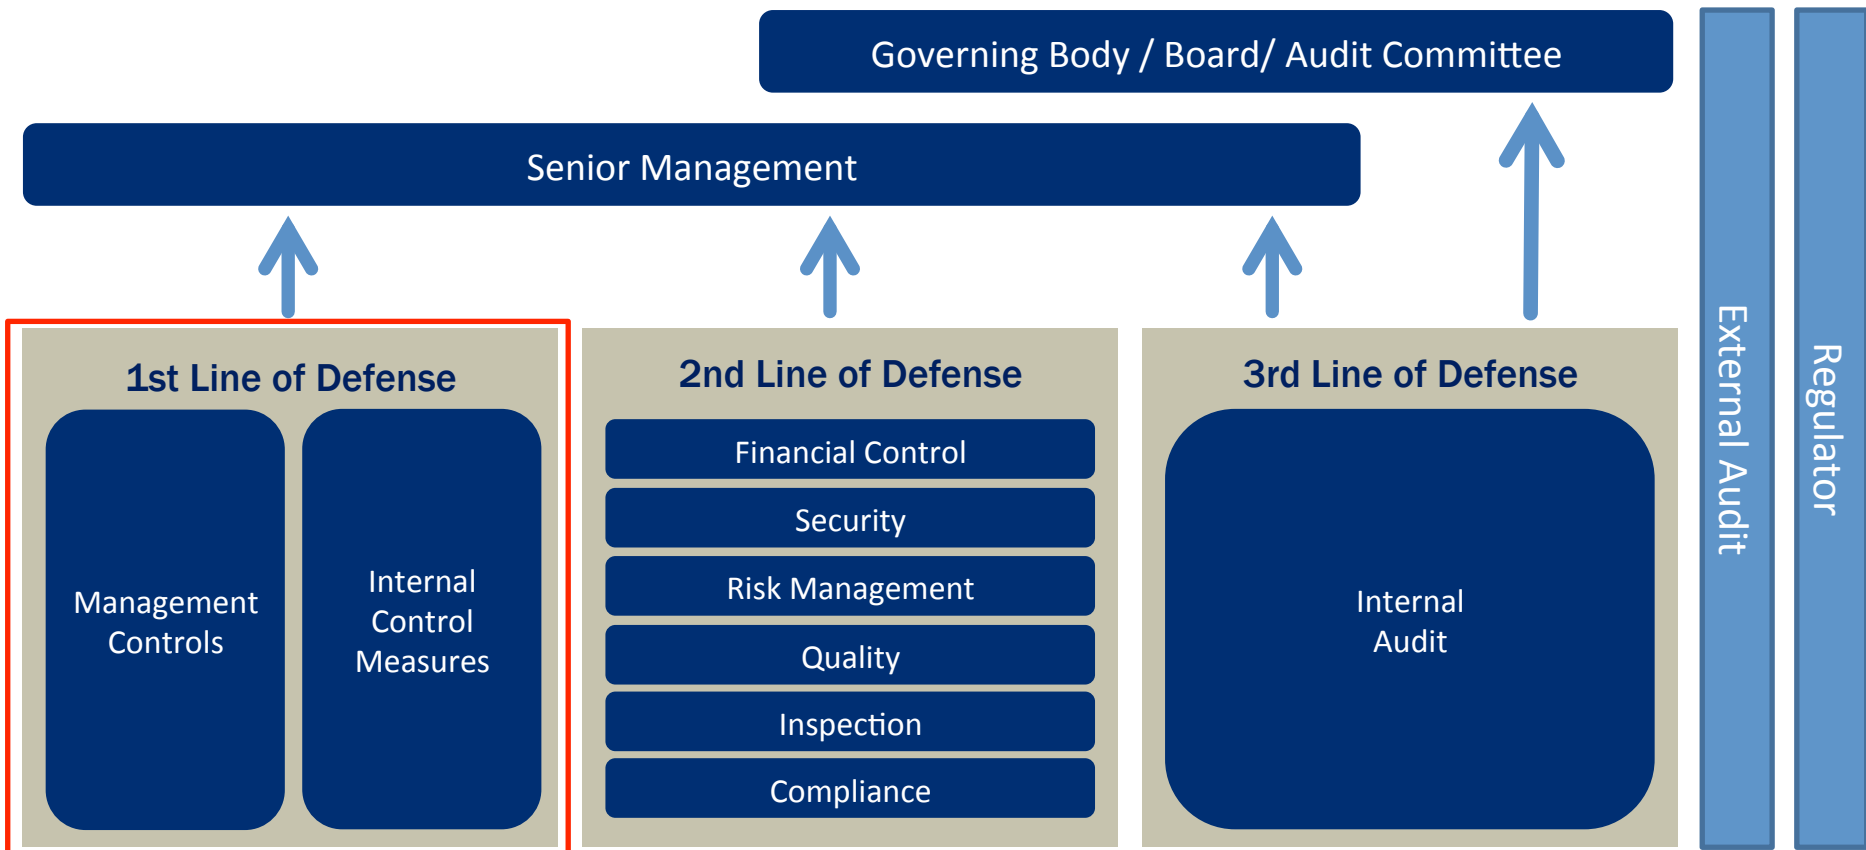 Governing Body / Board/ Audit Committee
Senior Management
1st Line of Defense
Management
Controls
Internal
Control
Measures
2nd Line of Defense
Financial Control
Security
Risk Management
Quality
Inspection
Compliance
3rd Line of Defense
Internal
Audit
External Audit
Regulator